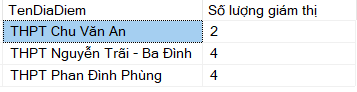 TenDiaDiem Số lượng giám thị
THPT Chu Văn An 2
THPT Nguyễn Trãi - Ba Đình 4
THPT Phan Đình Phùng 4